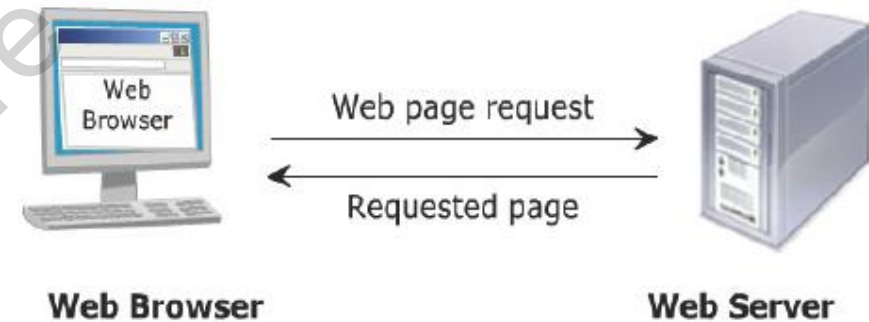 Web
Browser
Web page request
Requested page
Web Browser
Web Server